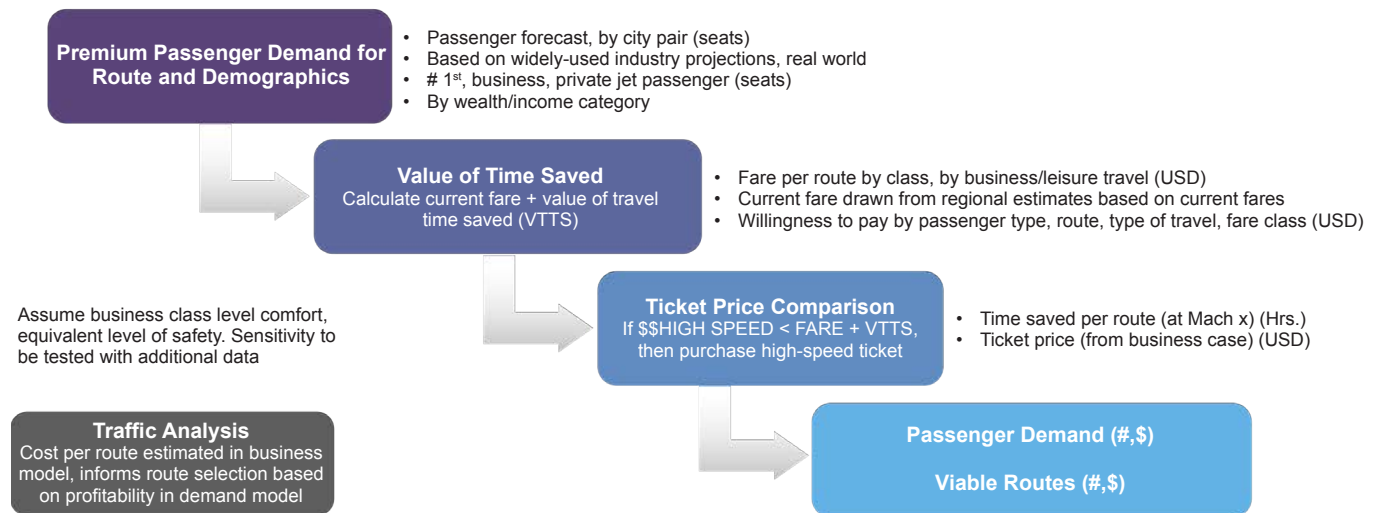 Premium Passenger Demand for
Route and Demographics
• Passenger forecast, by city pair (seats)
• Based on widely-used industry projections, real world
• # 1st, business, private jet passenger (seats)
• By wealth/income category
Value of Time Saved
Calculate current fare + value of travel
time saved (VTTS)
• Fare per route by class, by business/leisure travel (USD)
• Current fare drawn from regional estimates based on current fares
• Willingness to pay by passenger type, route, type of travel, fare class (USD)
Assume business class level comfort,
equivalent level of safety. Sensitivity to
be tested with additional data
Ticket Price Comparison
If $$HIGH SPEED < FARE + VTTS,
then purchase high-speed ticket
• Time saved per route (at Mach x) (Hrs.)
• Ticket price (from business case) (USD)
Traffic Analysis
Cost per route estimated in business
model, informs route selection based
on profitability in demand model
Passenger Demand (#,$)
Viable Routes (#,$)